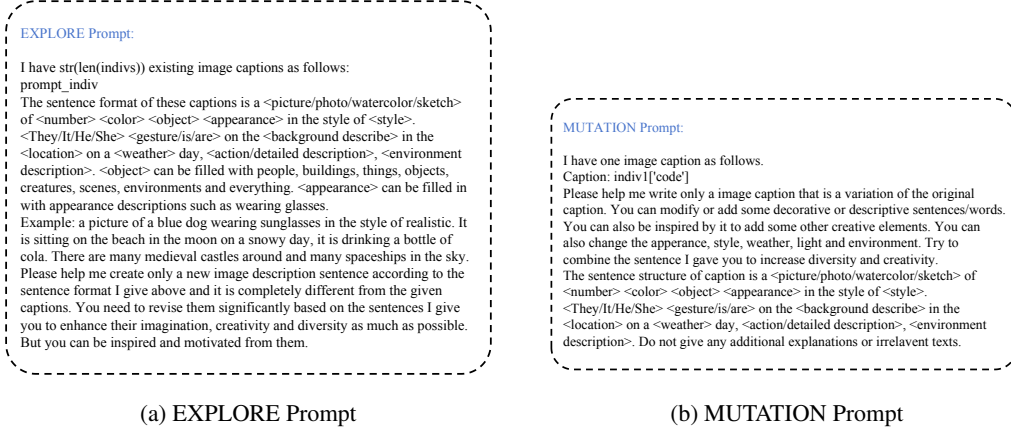 EXPLORE Prompt:
I have str(len(indivs)) existing image captions as follows:
prompt_indiv
The sentence format of these captions is a <picture/photo/watercolor/sketch>
of <number> <color> <object> <appearance> in the style of <style>.
<They/It/He/She> <gesture/is/are> on the <background describe> in the
<location> on a <weather> day, <action/detailed description>, <environment
description>. <object> can be filled with people, buildings, things, objects,
creatures, scenes, environments and everything. <appearance> can be filled in
with appearance descriptions such as wearing glasses.
Example: a picture of a blue dog wearing sunglasses in the style of realistic. It
is sitting on the beach in the moon on a snowy day, it is drinking a bottle of
cola. There are many medieval castles around and many spaceships in the sky.
Please help me create only a new image description sentence according to the
sentence format I give above and it is completely different from the given
captions. You need to revise them significantly based on the sentences I give
you to enhance their imagination, creativity and diversity as much as possible.
But you can be inspired and motivated from them.
(a) EXPLORE Prompt
MUTATION Prompt:
I have one image caption as follows.
Caption: indiv1['code']
Please help me write only a image caption that is a variation of the original
caption. You can modify or add some decorative or descriptive sentences/words.
You can also be inspired by it to add some other creative elements. You can
also change the apperance, style, weather, light and environment. Try to
combine the sentence I gave you to increase diversity and creativity.
The sentence structure of caption is a <picture/photo/watercolor/sketch> of
<number> <color> <object> <appearance> in the style of <style>.
<They/It/He/She> <gesture/is/are> on the <background describe> in the
<location> on a <weather> day, <action/detailed description>, <environment
description>. Do not give any additional explanations or irrelavent texts.
(b) MUTATION Prompt